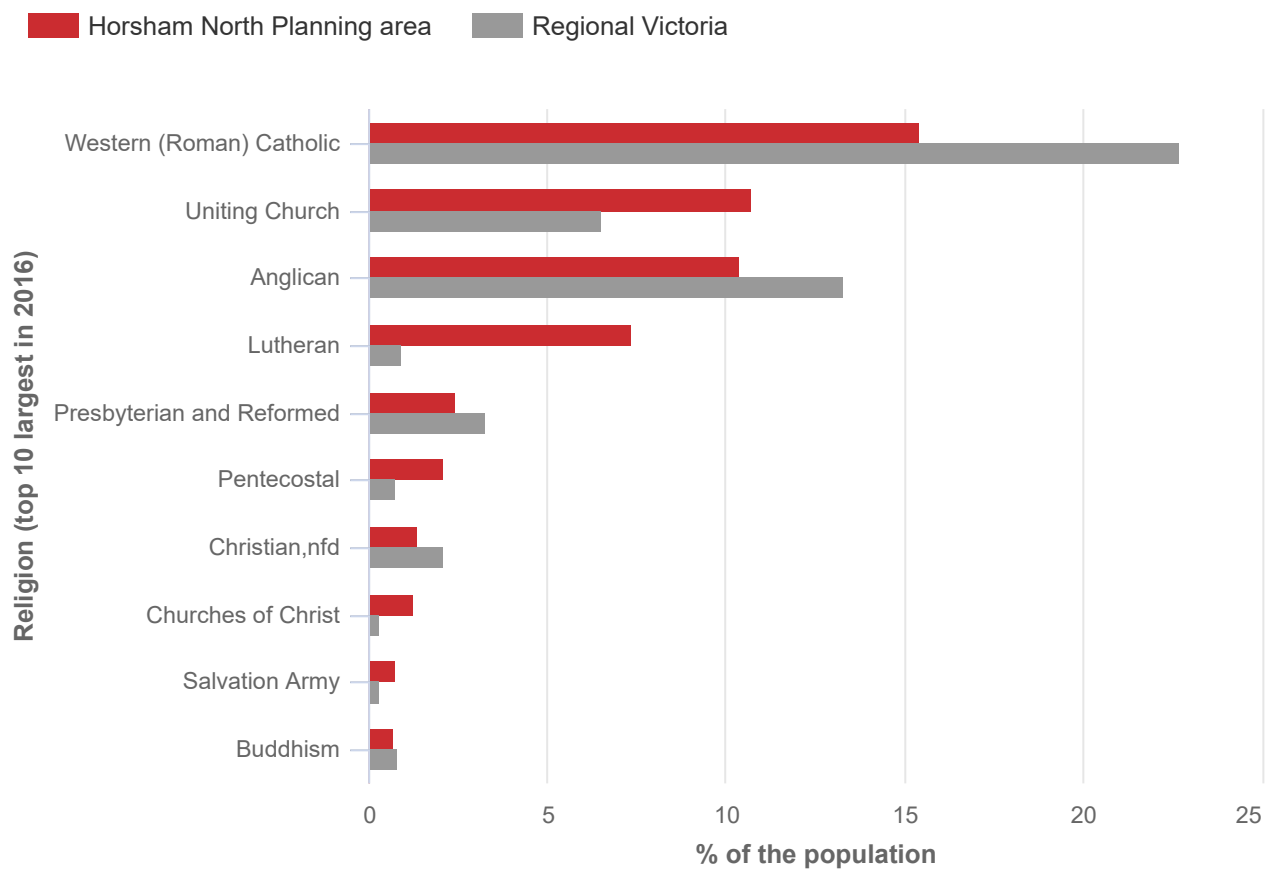 Horsham North Planning area Regional Victoria
Religion (top 10 largest in 2016)
Western (Roman) Catholic
Uniting Church
Anglican
Lutheran
Presbyterian and Reformed
Pentecostal
Christian,nfd
Churches of Christ
Salvation Army
Buddhism
0 5 10 15 20 25
% of the population